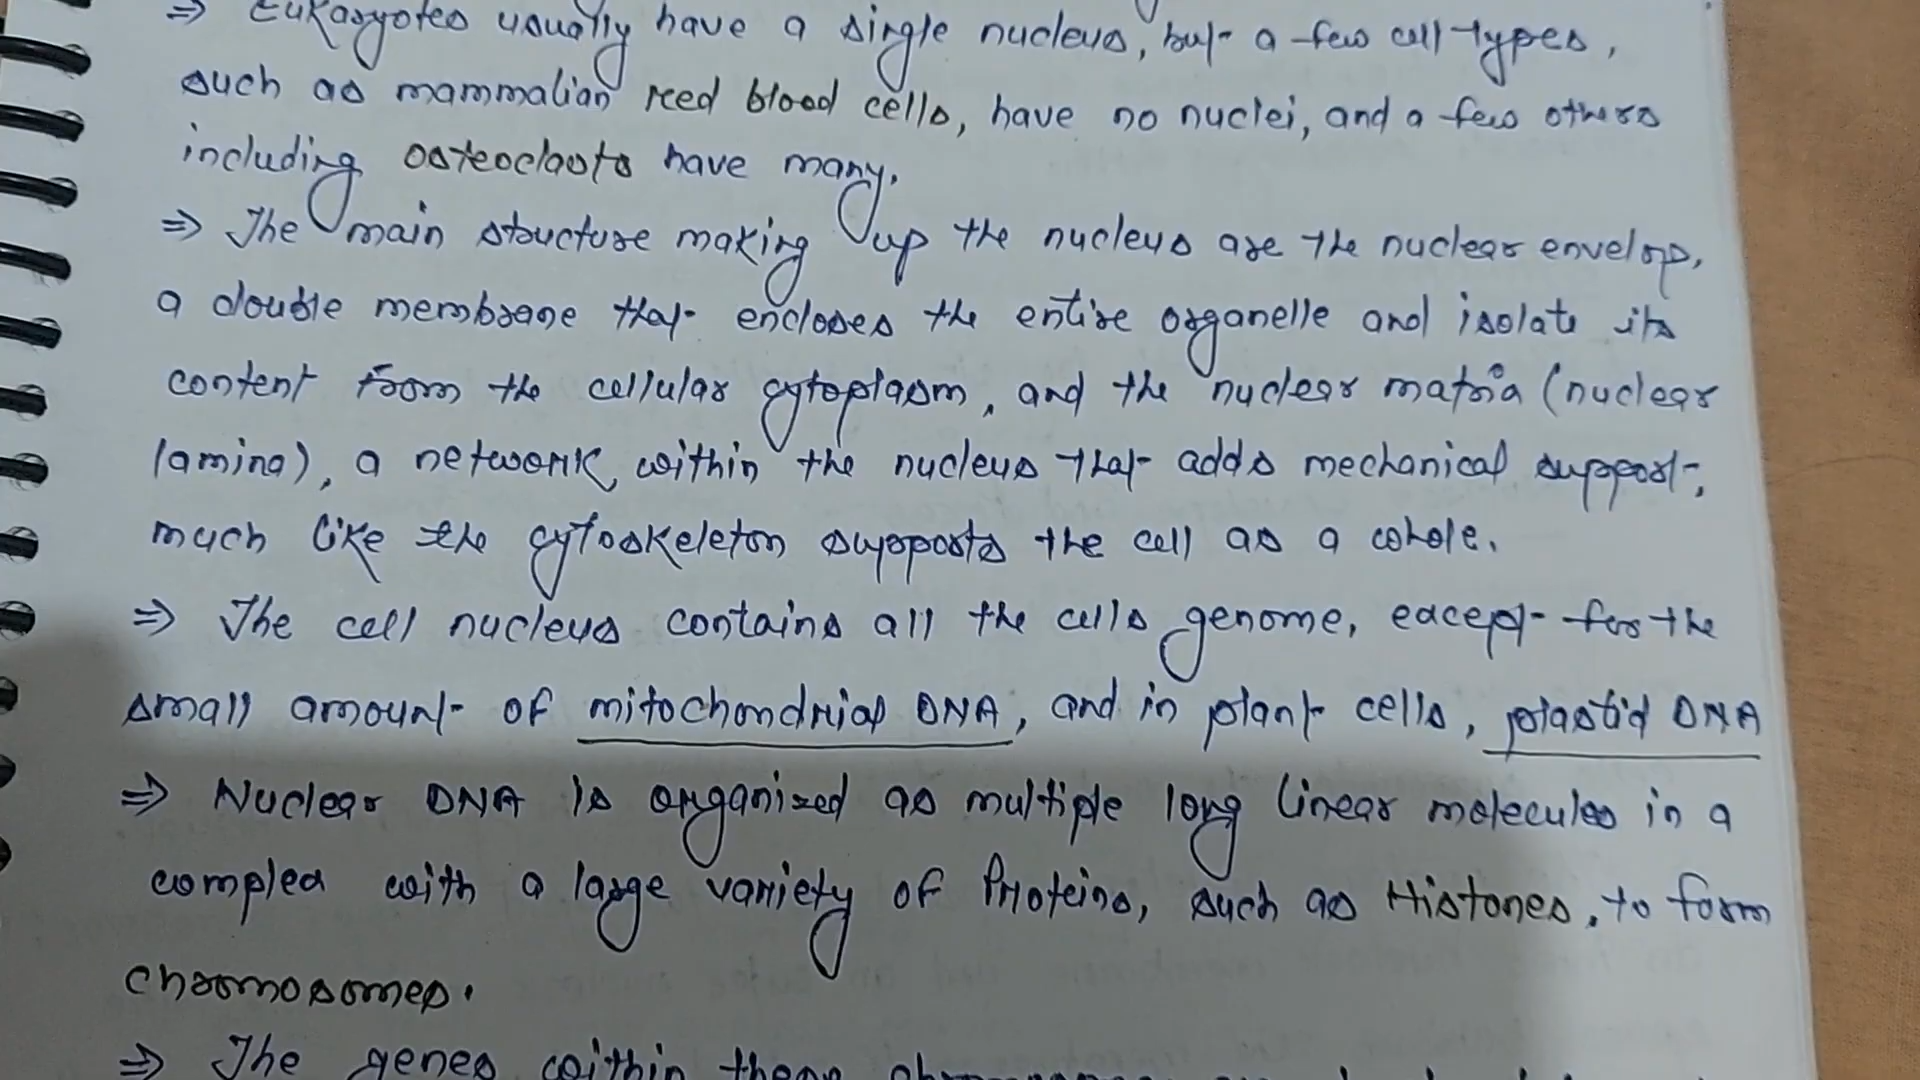 ⇒ Eukaryotes usually have a single nucleus, but a few cell types,
such as mammalian reed blood cells, have no nuclei, and a few others
including osteoclasts have many.
⇒ The main structure making up the nucleus are the nuclear envelop,
a double membrane that encloses the entire organelle and isolate its
content from the cellular cytoplasm, and the nuclear matrix (nuclear
lamina), a network within the nucleus that adds mechanical support,
much like the cytoskeleton supports the cell as a whole.
⇒ The cell nucleus contains all the cells genome, except for the
small amount of mitochondrial DNA, and in plant cells, plastid DNA
⇒ Nuclear DNA is organized as multiple long linear molecules in a
complex with a large variety of Proteins, such as Histones, to form
chromosomes.
⇒ The genes within these